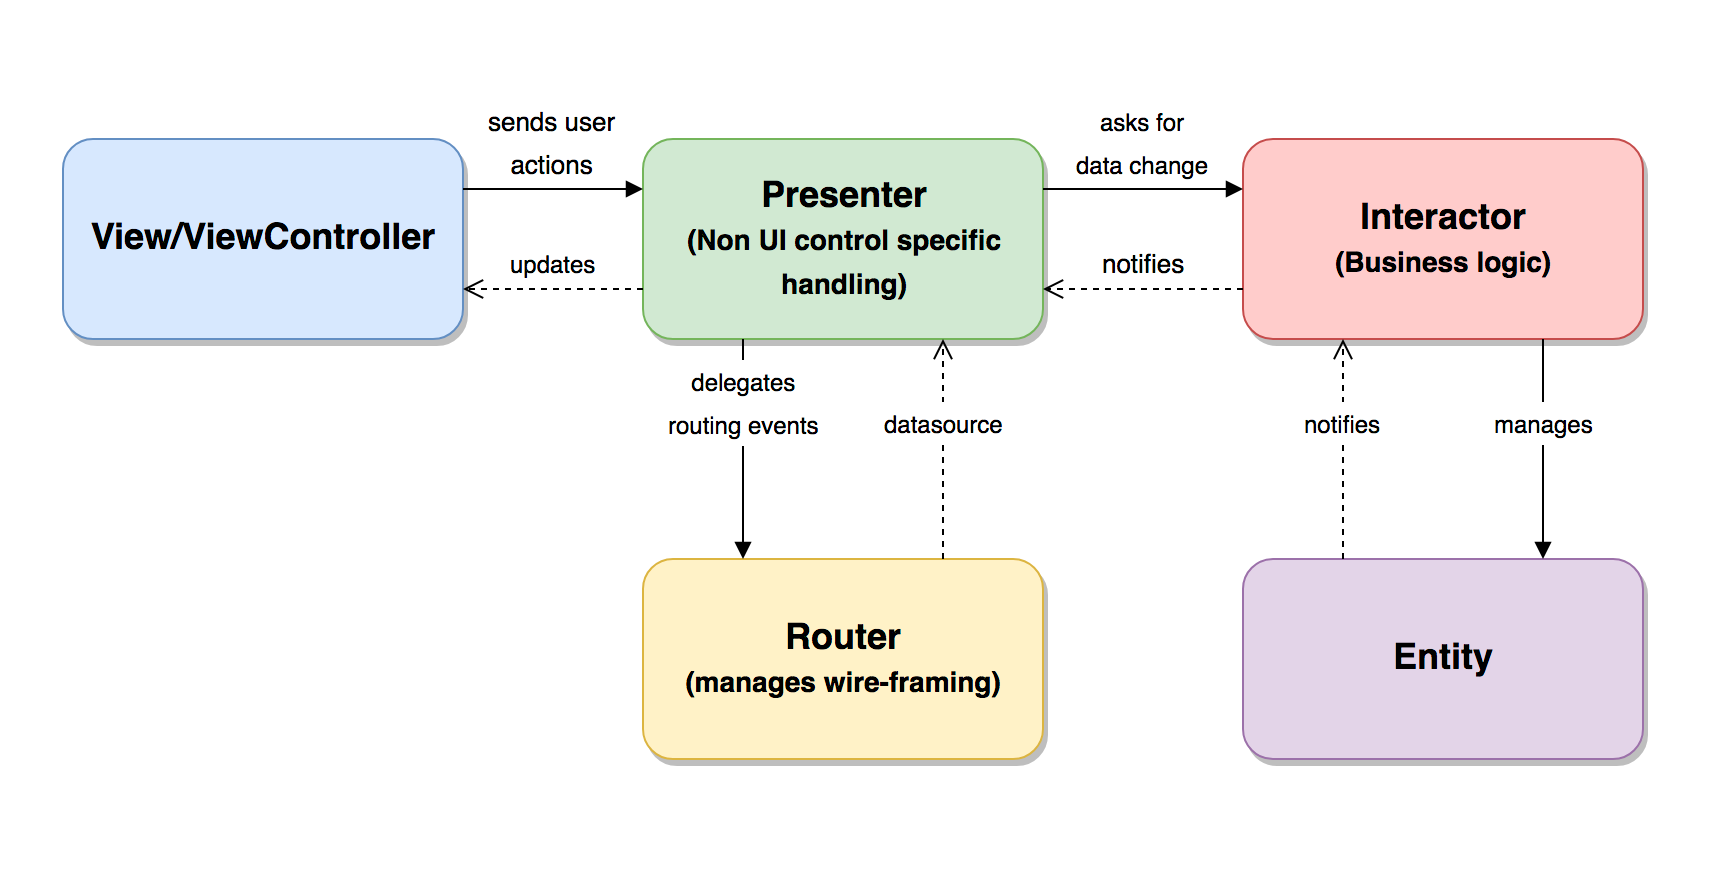 sends user
actions
asks for
data change
View/ViewController
updates
Presenter
(Non UI control specific
handling)
notifies
Interactor
(Business logic)
delegates
routing events
datasource
notifies
manages
Router
(manages wire-framing)
Entity